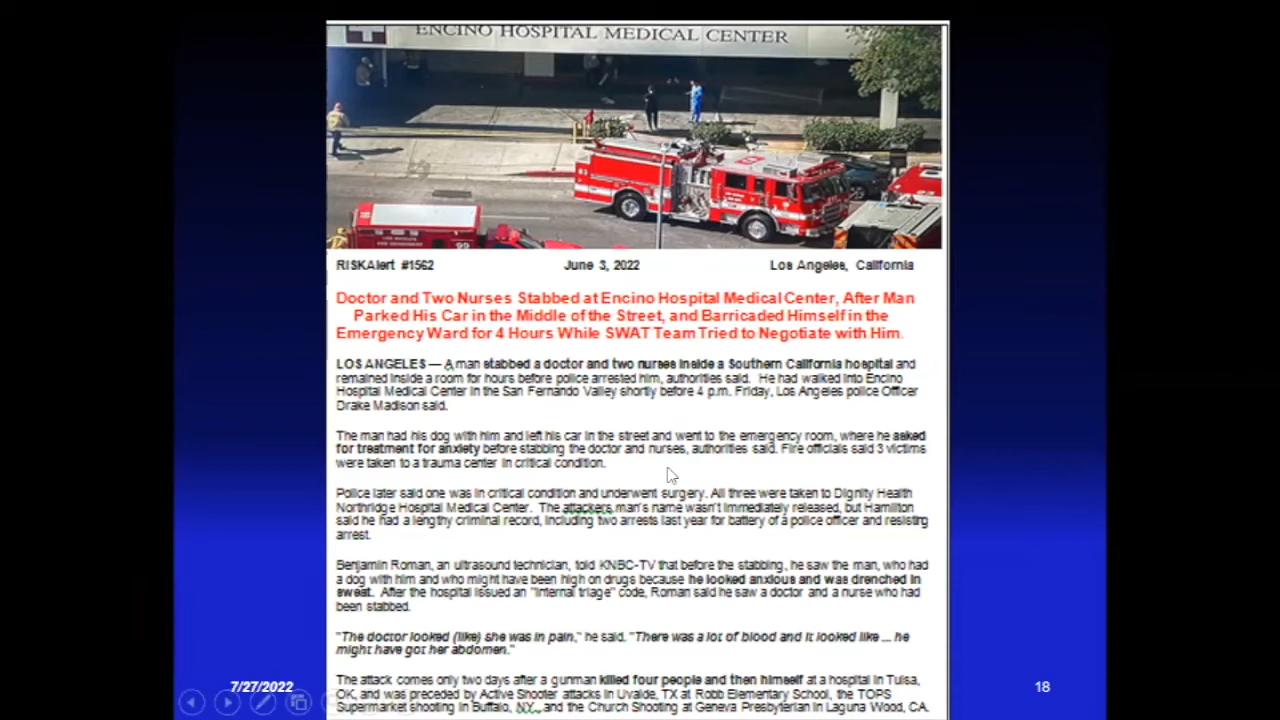 ENCINO HOSPITAL MEDICAL CENTER
RISKAlert #1562 June 3, 2022 Los Angeles, California
Doctor and Two Nurses Stabbed at Encino Hospital Medical Center, After Man
Parked His Car in the Middle of the Street, and Barricaded Himself in the
Emergency Ward for 4 Hours While SWAT Team Tried to Negotiate with Him.
LOS ANGELES — A man stabbed a doctor and two nurses inside a Southern California hospital and
remained inside a room for hours before police arrested him, authorities said. He had walked into Encino
Hospital Medical Center in the San Fernando Valley shortly before 4 p.m. Friday, Los Angeles police Officer
Drake Madison said.
The man had his dog with him and left his car in the street and went to the emergency room, where he asked
for treatment for anxiety before stabbing the doctor and nurses, authorities said. Fire officials said 3 victims
were taken to a trauma center in critical condition.
Police later said one was in critical condition and underwent surgery. All three were taken to Dignity Health
Northridge Hospital Medical Center. The attackers man's name wasn't immediately released, but Hamilton
said he had a lengthy criminal record, including two arrests last year for battery of a police officer and resisting
arrest.
Benjamin Roman, an ultrasound technician, told KNBC-TV that before the stabbing, he saw the man, who had
a dog with him and who might have been high on drugs because he looked anxious and was drenched in
sweat. After the hospital issued an "internal triage" code, Roman said he saw a doctor and a nurse who had
been stabbed.
"The doctor looked (like) she was in pain," he said. "There was a lot of blood and it looked like ... he
might have got her abdomen."
The attack comes only two days after a gunman killed four people and then himself at a hospital in Tulsa,
OK, and was preceded by Active Shooter attacks in Uvalde, TX at Robb Elementary School, the TOPS
Supermarket shooting in Buffalo, NY, and the Church Shooting at Geneva Presbyterian in Laguna Wood, CA.
7/27/2022
18